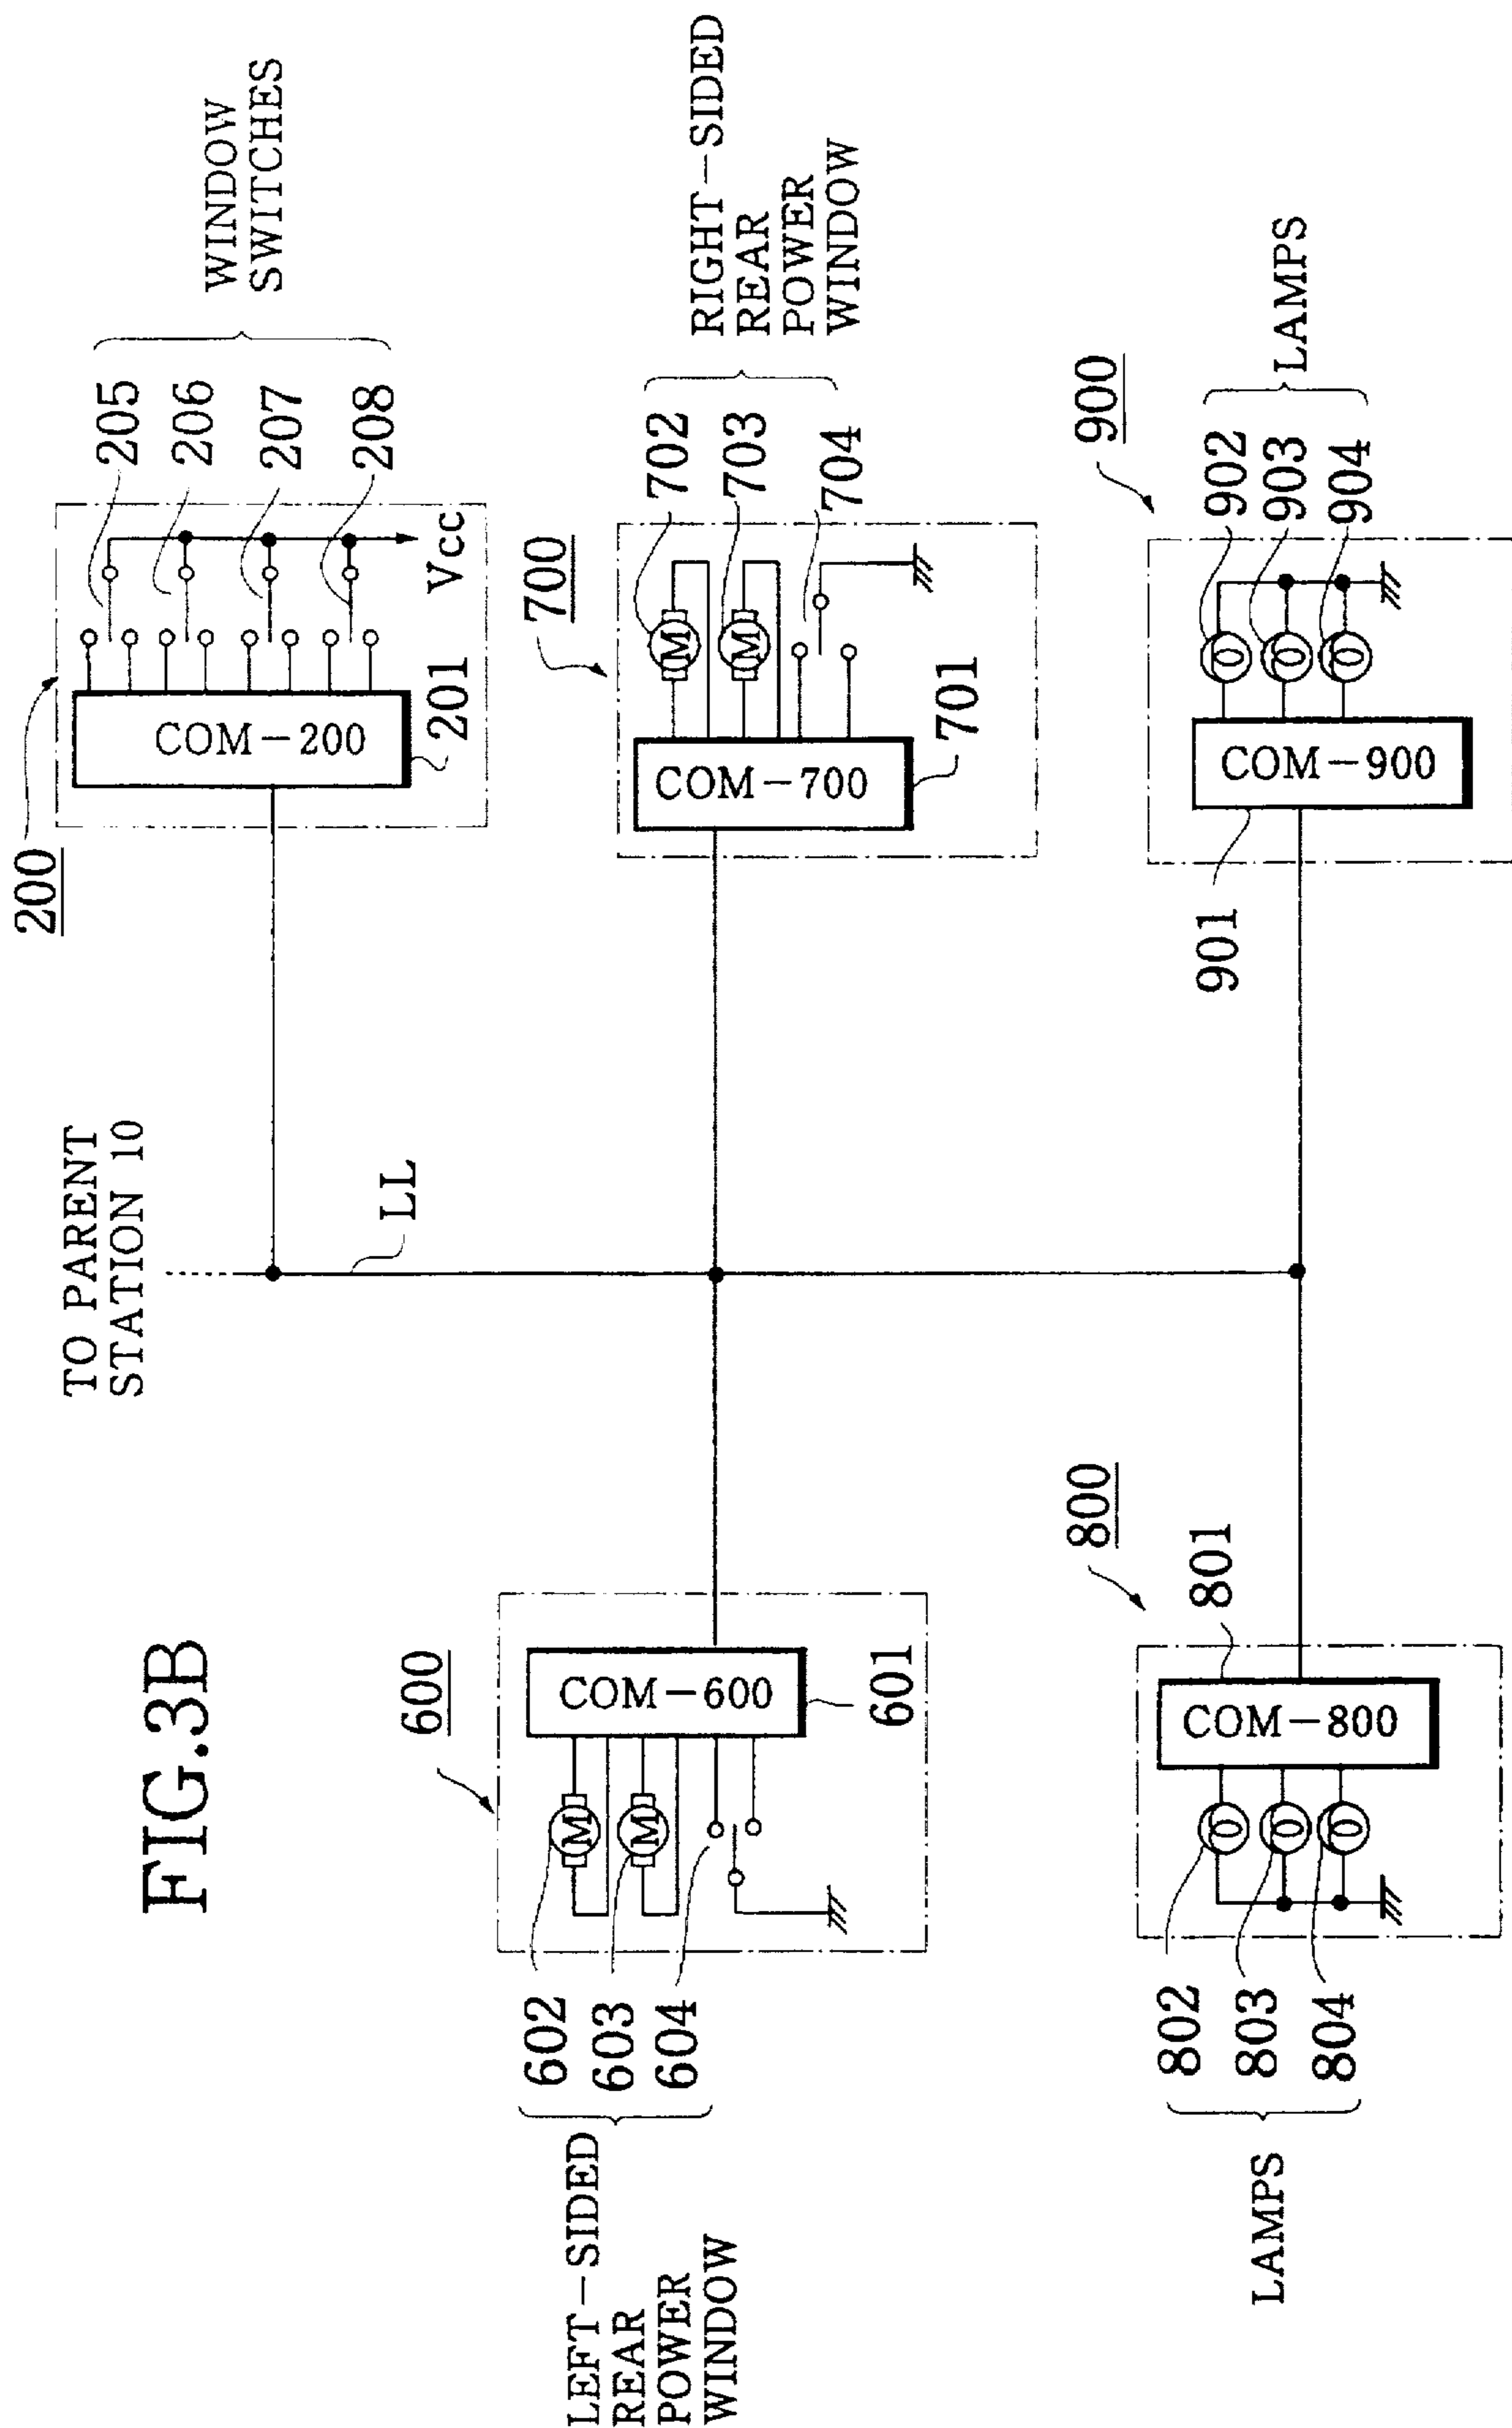 FIG.3B
TO PARENT
STATION 10
LL
200
COM-200
201
205
206
207
208
Vcc
WINDOW
SWITCHES
600
COM-600
601
602
603
604
M
M
LEFT-SIDED
REAR
POWER
WINDOW
700
COM-700
701
702
703
704
M
M
RIGHT-SIDED
REAR
POWER
WINDOW
800
801
COM-800
802
803
804
LAMPS
900
901
COM-900
902
903
904
LAMPS